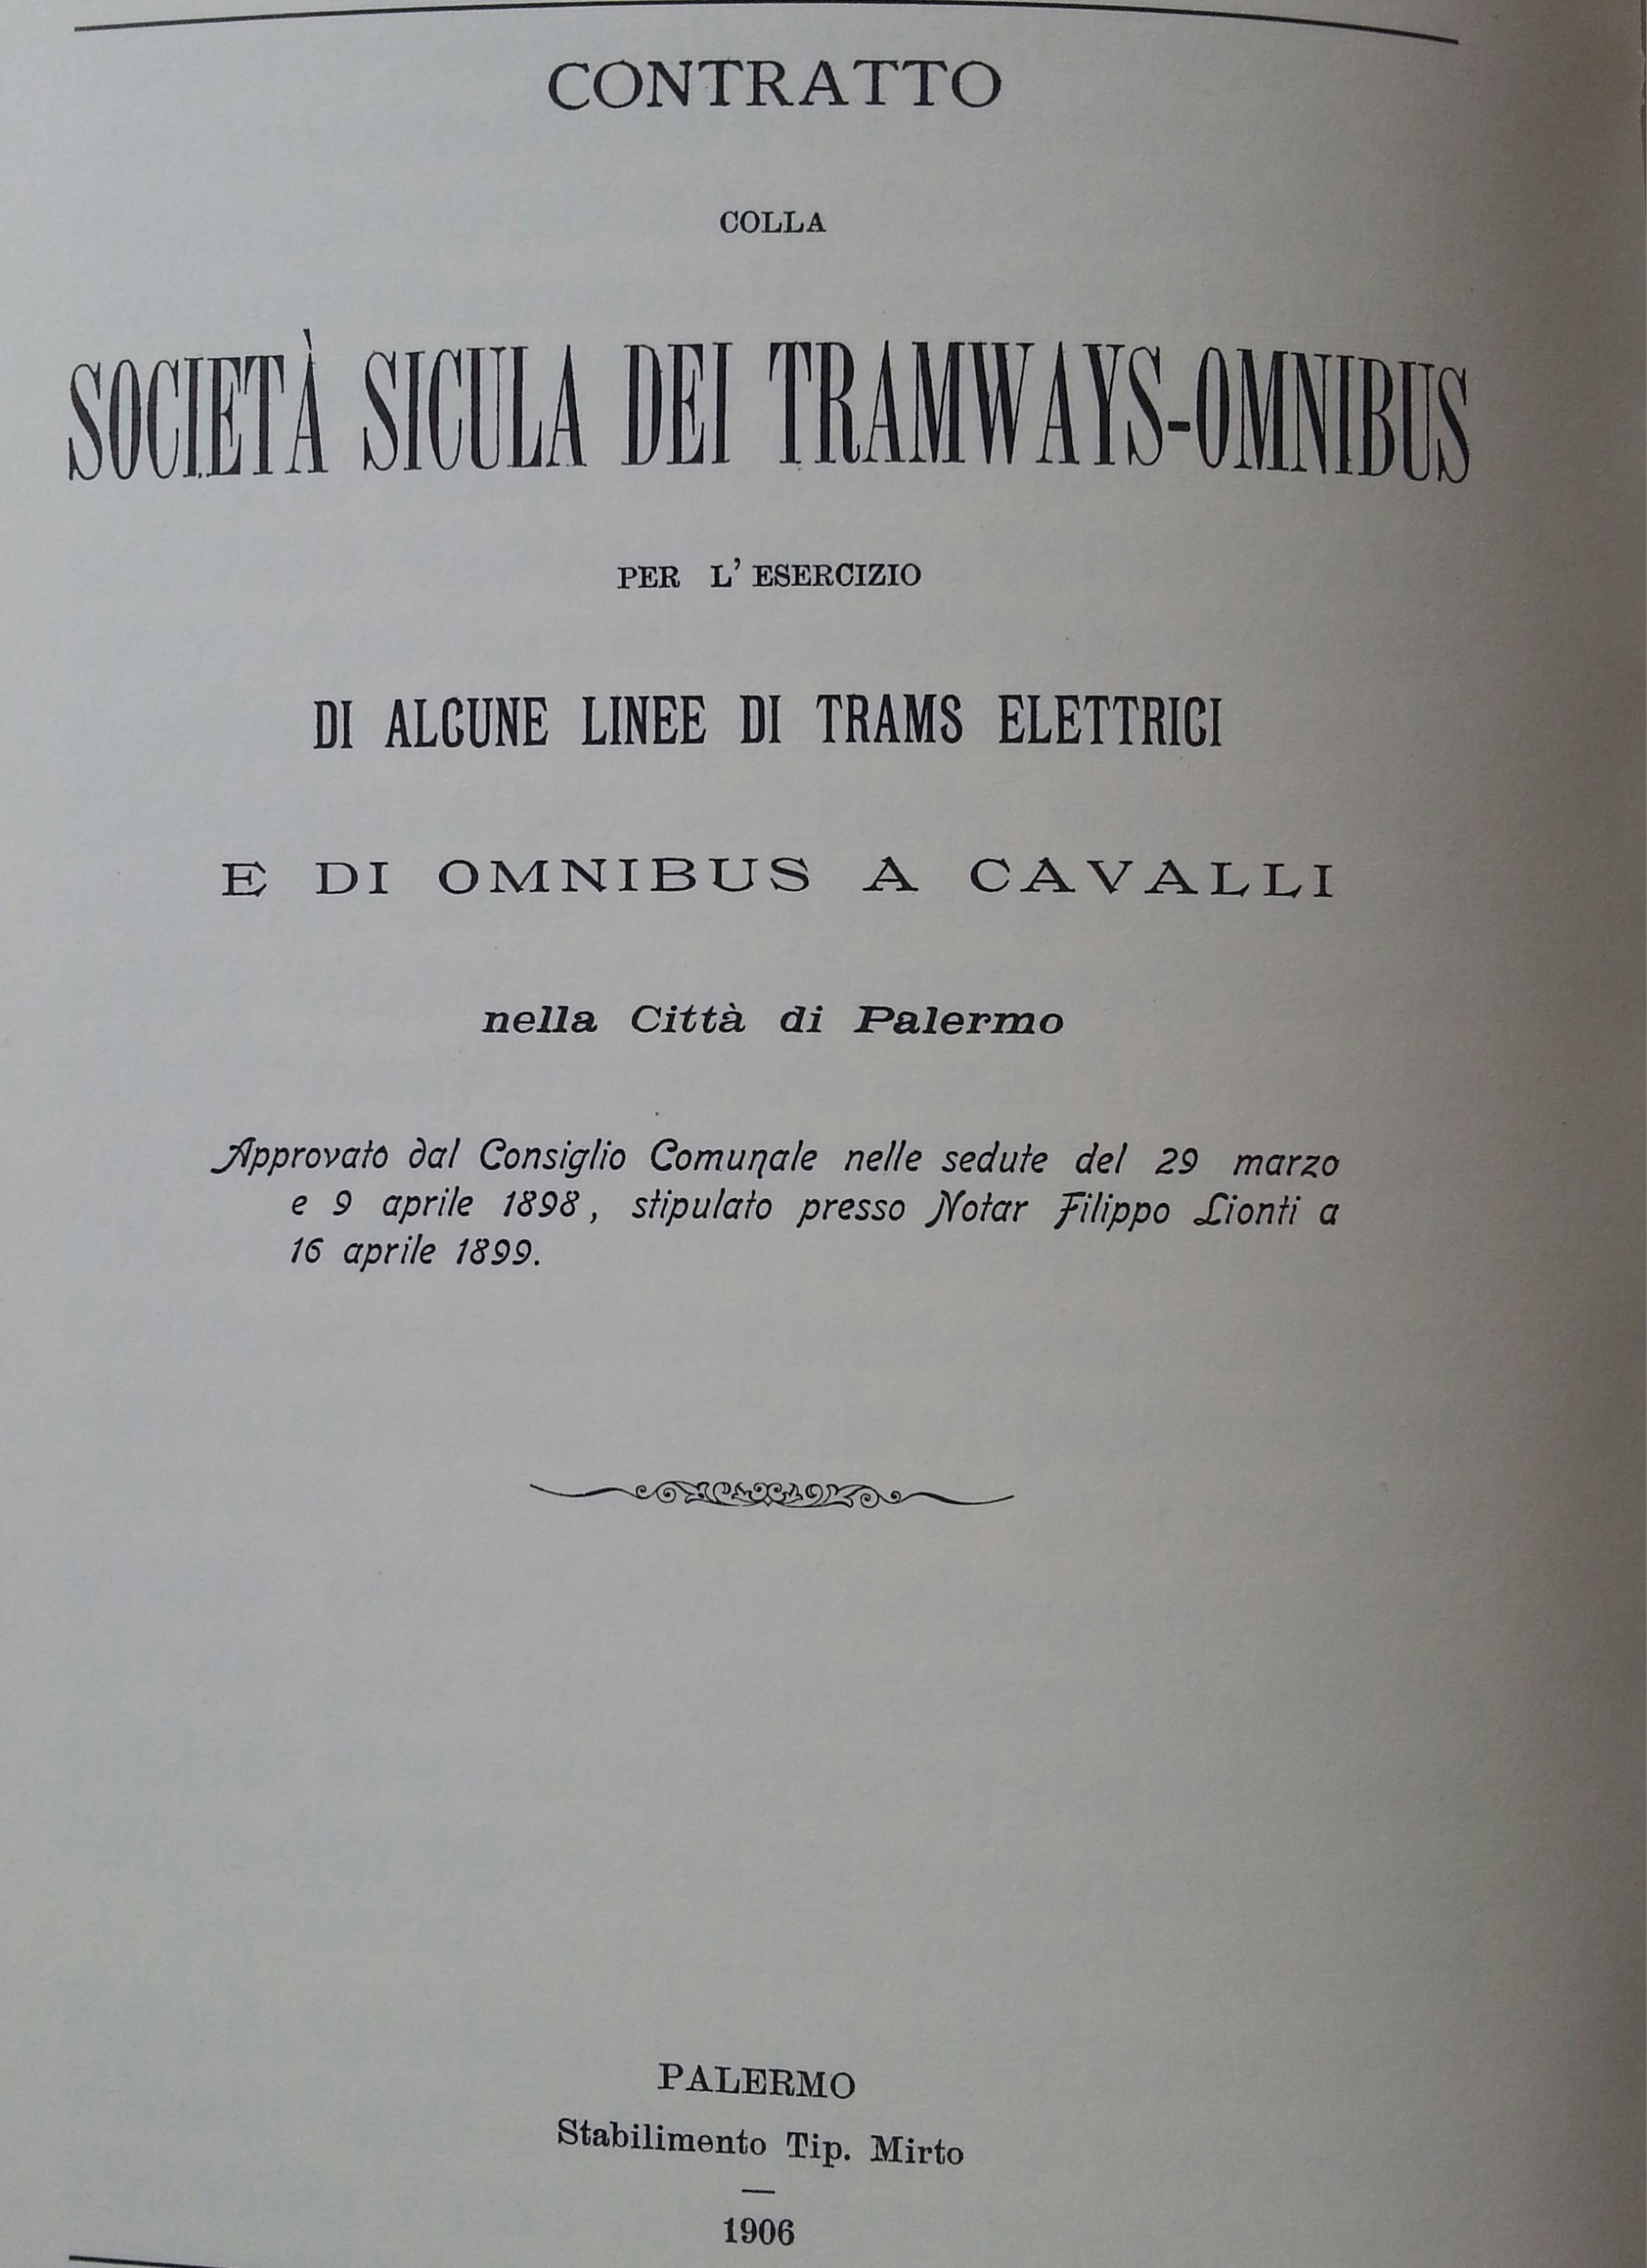 CONTRATTO
COLLA
SOCIETÀ SICULA DEI TRAMWAYS-OMNIBUS
PER L' ESERCIZIO
DI ALCUNE LINEE DI TRAMS ELETTRICI
E DI OMNIBUS A CAVALLI
nella Città di Palermo
Approvato dal Consiglio Comunale nelle sedute del 29 marzo
e 9 aprile 1898, stipulato presso Notar Filippo Lionti a
16 aprile 1899.
PALERMO
Stabilimento Tip. Mirto
1906